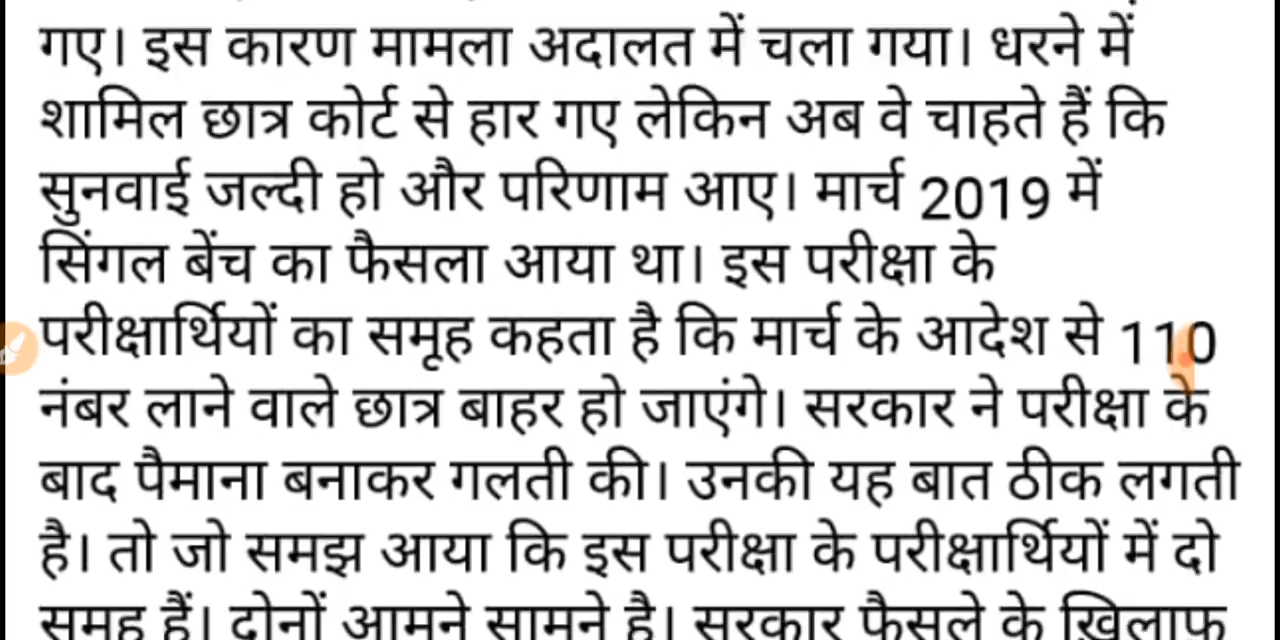 गए। इस कारण मामला अदालत में चला गया। धरने में
शामिल छात्र कोर्ट से हार गए लेकिन अब वे चाहते हैं कि
सुनवाई जल्दी हो और परिणाम आए। मार्च 2019 में
सिंगल बेंच का फैसला आया था। इस परीक्षा के
परीक्षार्थियों का समूह कहता है कि मार्च के आदेश से 110
नंबर लाने वाले छात्र बाहर हो जाएंगे। सरकार ने परीक्षा के
बाद पैमाना बनाकर गलती की। उनकी यह बात ठीक लगती
है। तो जो समझ आया कि इस परीक्षा के परीक्षार्थियों में दो
समूह हैं। दोनों आमने सामने है। सरकार फैसले के खिलाफ